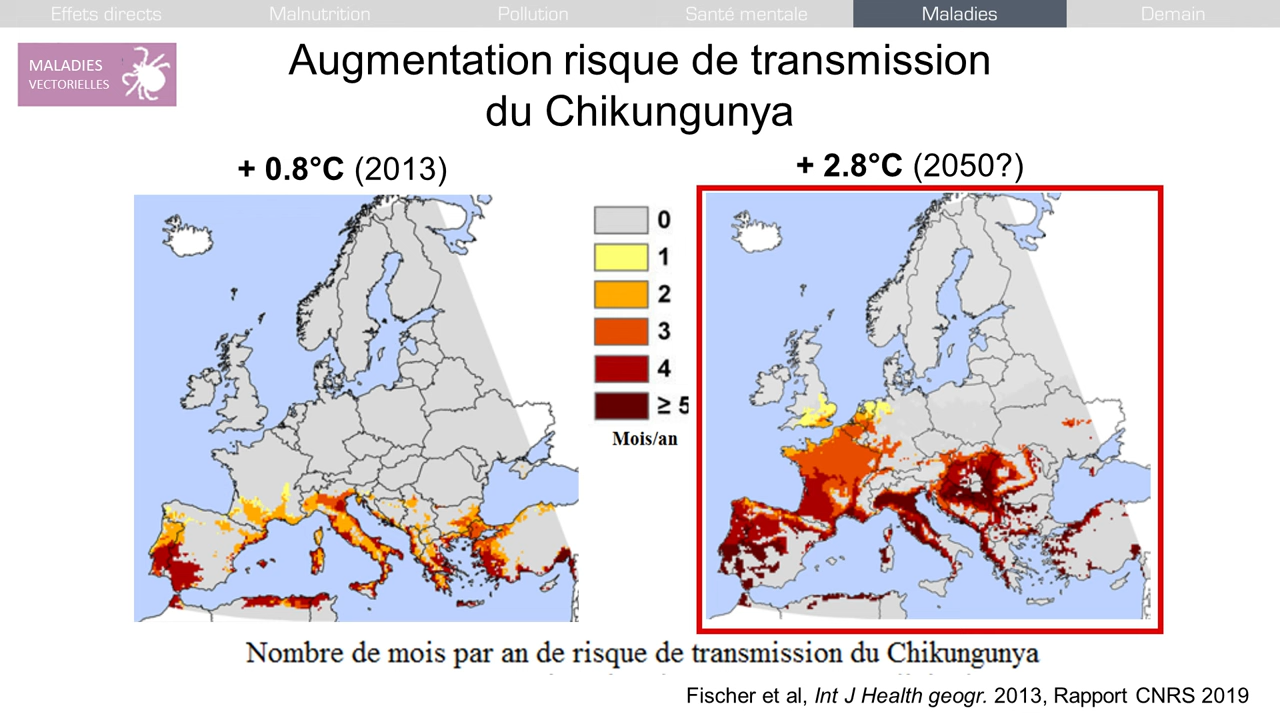 Effets directs
Malnutrition
Pollution
Santé mentale
Maladies
Demain
MALADIES
VECTORIELLES
Augmentation risque de transmission
du Chikungunya
+ 0.8°C (2013)
+ 2.8°C (2050?)
0
1
2
3
4
≥ 5
Mois/an
Nombre de mois par an de risque de transmission du Chikungunya
Fischer et al, Int J Health geogr. 2013, Rapport CNRS 2019